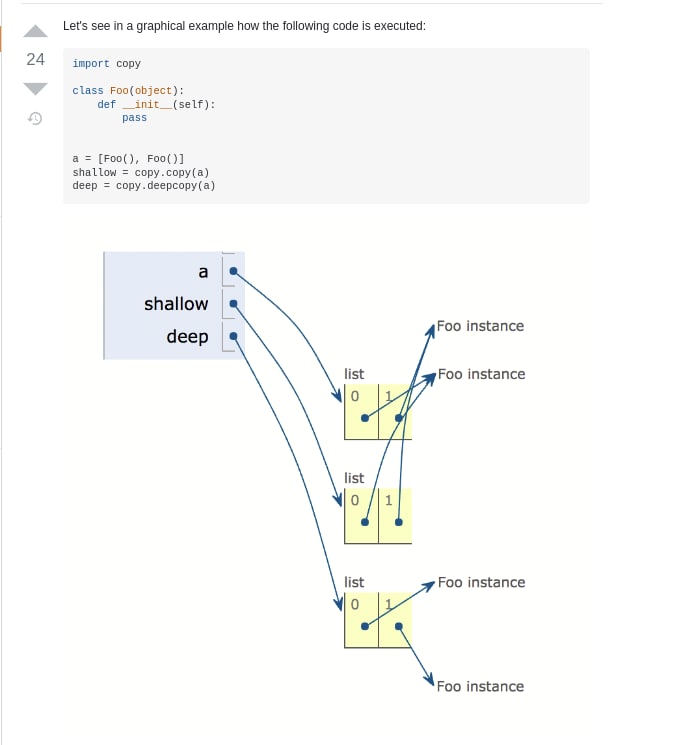 Let's see in a graphical example how the following code is executed:
24
import copy
class Foo(object):
    def __init__(self):
        pass
a = [Foo(), Foo()]
shallow = copy.copy(a)
deep = copy.deepcopy(a)
a
shallow
deep
Foo instance
list
Foo instance
0 1
list
0 1
list
Foo instance
0 1
Foo instance